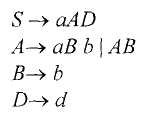 S → aAD
A → aB b | AB
B → b
D → d